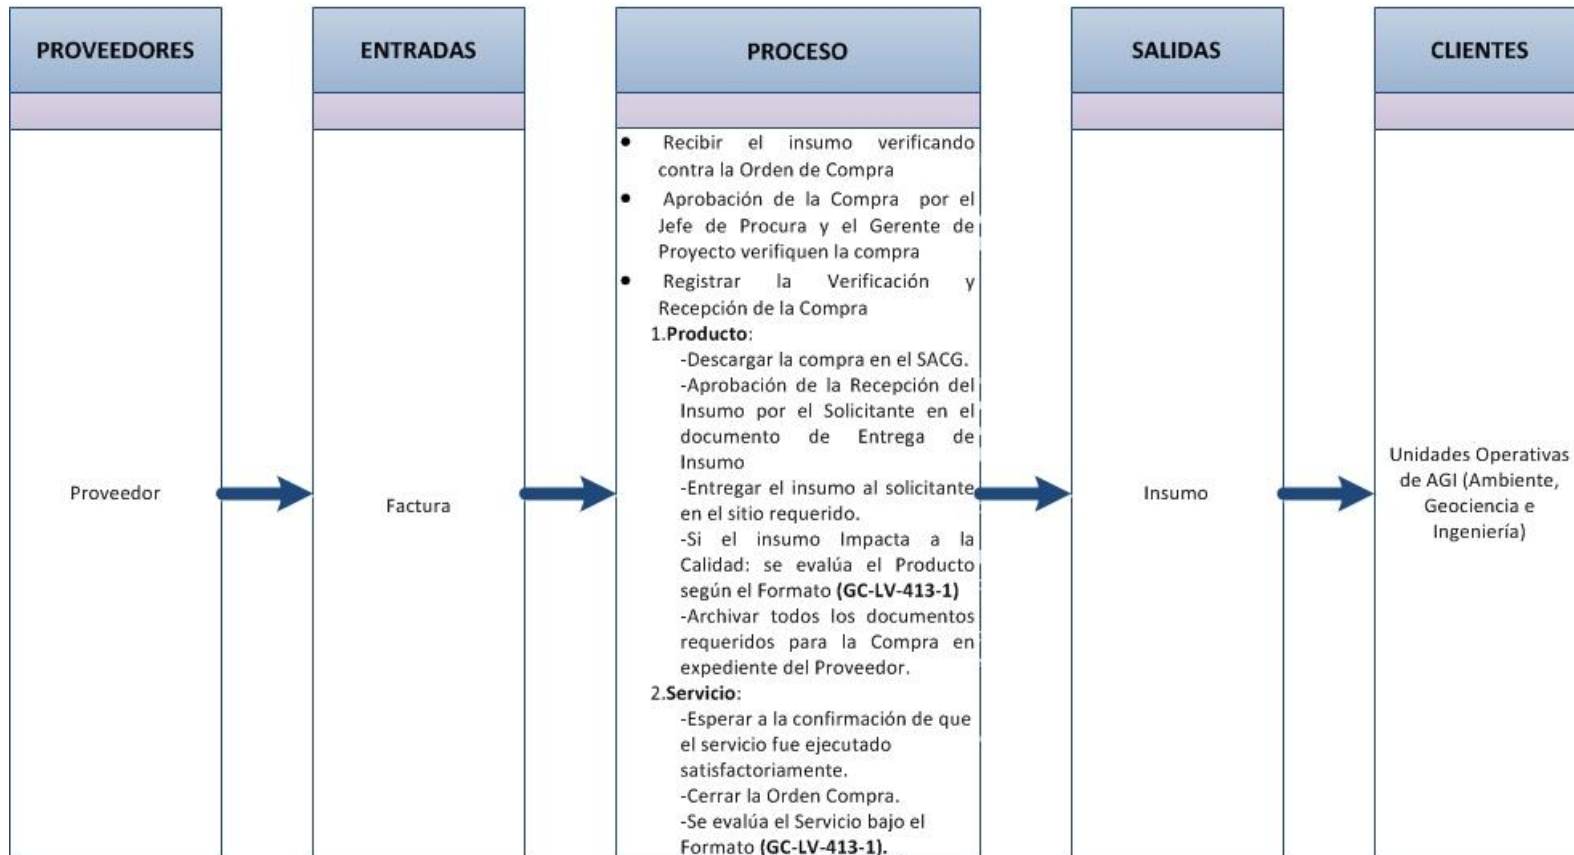 PROVEEDORES
ENTRADAS
PROCESO
SALIDAS
CLIENTES
Proveedor
Factura
● Recibir el insumo verificando
contra la Orden de Compra
● Aprobación de la Compra por el
Jefe de Procura y el Gerente de
Proyecto verifiquen la compra
● Registrar la Verificación y
Recepción de la Compra
1.Producto:
-Descargar la compra en el SACG.
-Aprobación de la Recepción del
Insumo por el Solicitante en el
documento de Entrega de
Insumo
-Entregar el insumo al solicitante
en el sitio requerido.
-Si el insumo Impacta a la
Calidad: se evalúa el Producto
según el Formato (GC-LV-413-1)
-Archivar todos los documentos
requeridos para la Compra en
expediente del Proveedor.
2.Servicio:
-Esperar a la confirmación de que
el servicio fue ejecutado
satisfactoriamente.
-Cerrar la Orden Compra.
-Se evalúa el Servicio bajo el
Formato (GC-LV-413-1).
Insumo
Unidades Operativas
de AGI (Ambiente,
Geociencia e
Ingeniería)